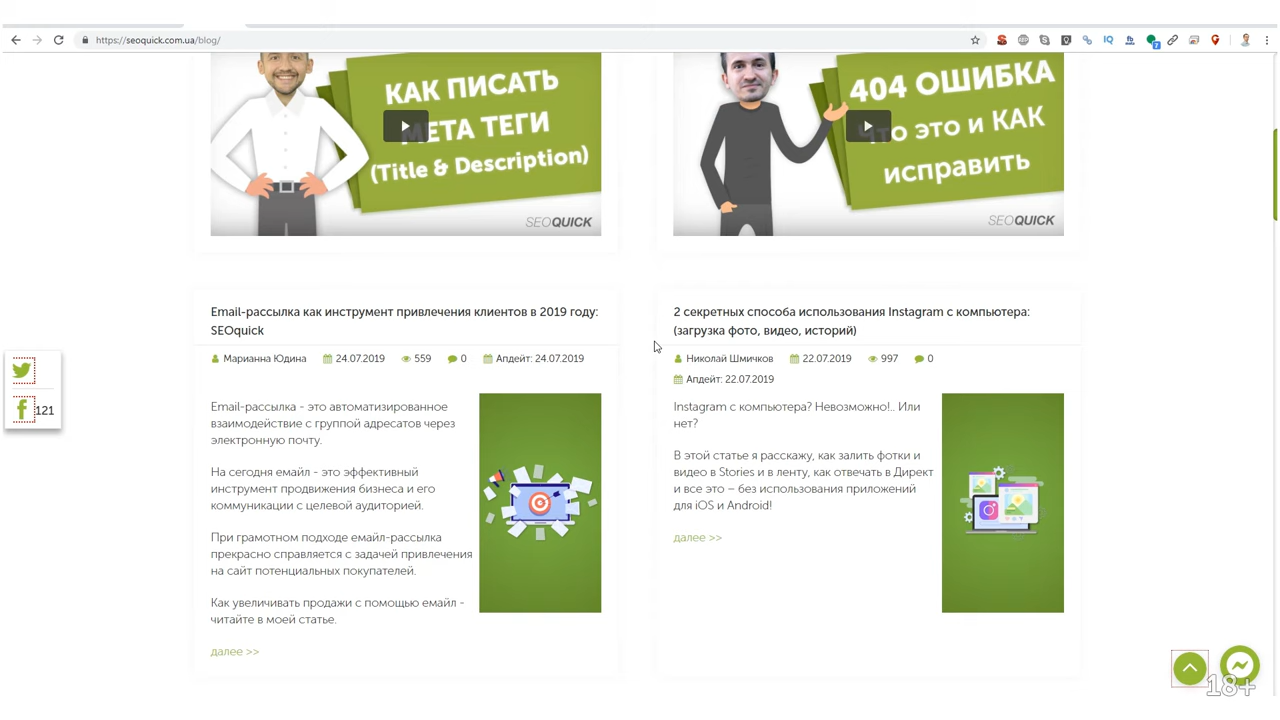 https://seoquick.com.ua/blog/
7
КАК ПИСАТЬ
МЕТА ТЕГИ
(Title & Description)
SEOQUICK
404 ОШИБКА
ЧТО ЭТО И КАК
ИСПРАВИТЬ
SEOQUICK
Email-рассылка как инструмент привлечения клиентов в 2019 году:
SEOquick
Марианна Юдина 24.07.2019 559 0 Апдейт: 24.07.2019
Email-рассылка - это автоматизированное
взаимодействие с группой адресатов через
электронную почту.
На сегодня емайл - это эффективный
инструмент продвижения бизнеса и его
коммуникации с целевой аудиторией.
При грамотном подходе емайл-рассылка
прекрасно справляется с задачей привлечения
на сайт потенциальных покупателей.
Как увеличивать продажи с помощью емайл -
читайте в моей статье.
далее >>
2 секретных способа использования Instagram с компьютера:
(загрузка фото, видео, историй)
Николай Шмичков 22.07.2019 997 0
Апдейт: 22.07.2019
Instagram с компьютера? Невозможно!.. Или
нет?
В этой статье я расскажу, как залить фотки и
видео в Stories и в ленту, как отвечать в Директ
и все это – без использования приложений
для iOS и Android!
далее >>
121
18+